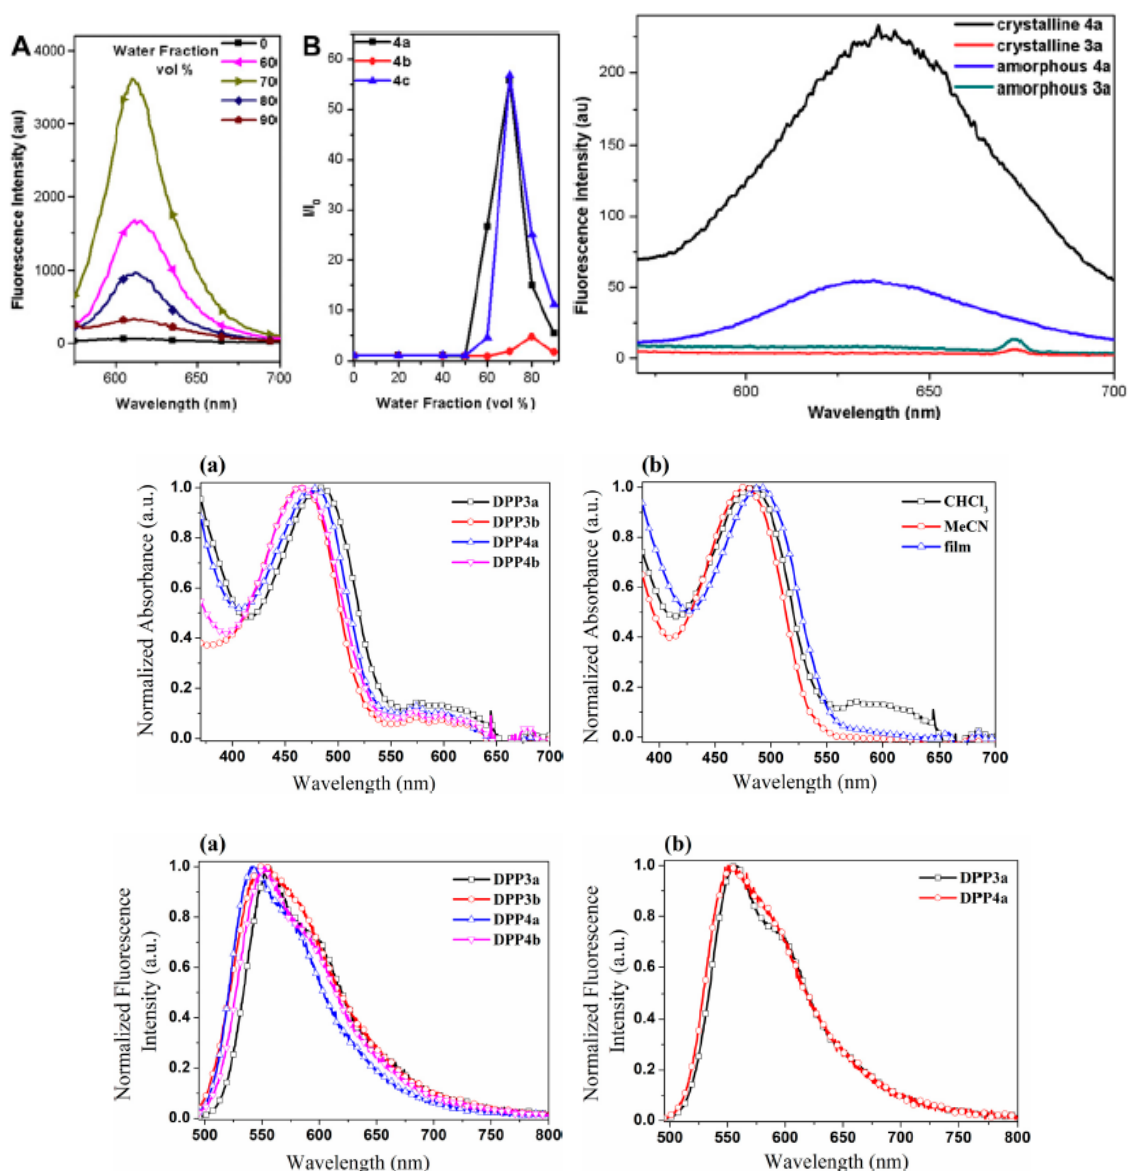 A
Water Fraction
vol %
0
60
70
80
90
Fluorescence Intensity (au)
4000
3000
2000
1000
0
600
650
700
Wavelength (nm)
B
4a
4b
4c
I/I0
60
50
40
30
20
10
0
0
20
40
60
80
Water Fraction (vol %)
crystalline 4a
crystalline 3a
amorphous 4a
amorphous 3a
Fluorescence Intensity (au)
200
150
100
50
0
600
650
700
Wavelength (nm)
(a)
DPP3a
DPP3b
DPP4a
DPP4b
Normalized Absorbance (a.u.)
1.0
0.8
0.6
0.4
0.2
0.0
400
450
500
550
600
650
700
Wavelength (nm)
(b)
CHCl3
MeCN
film
Normalized Absorbance (a.u.)
1.0
0.8
0.6
0.4
0.2
0.0
400
450
500
550
600
650
700
Wavelength (nm)
(a)
DPP3a
DPP3b
DPP4a
DPP4b
Normalized Fluorescence
Intensity (a.u.)
1.0
0.8
0.6
0.4
0.2
0.0
500
550
600
650
700
750
800
Wavelength (nm)
(b)
DPP3a
DPP4a
Normalized Fluorescence
Intensity (a.u.)
1.0
0.8
0.6
0.4
0.2
0.0
500
550
600
650
700
750
800
Wavelength (nm)